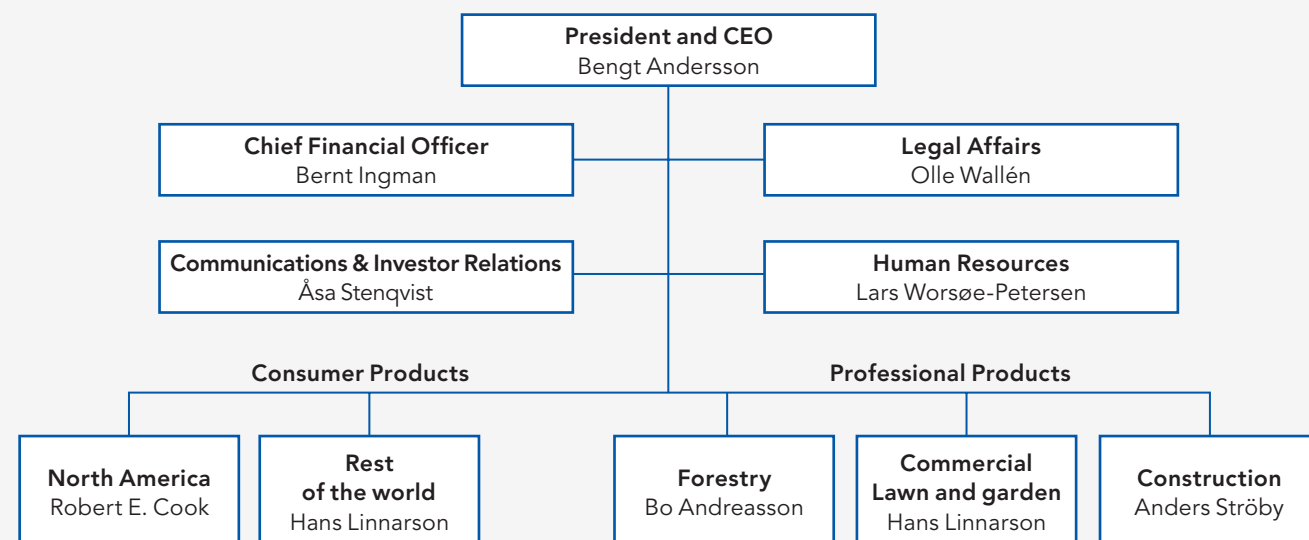 President and CEO
Bengt Andersson
Chief Financial Officer
Bernt Ingman
Legal Affairs
Olle Wallén
Communications & Investor Relations
Åsa Stenqvist
Human Resources
Lars Worsøe-Petersen
Consumer Products
Professional Products
North America
Robert E. Cook
Rest
of the world
Hans Linnarson
Forestry
Bo Andreasson
Commercial
Lawn and garden
Hans Linnarson
Construction
Anders Ströby